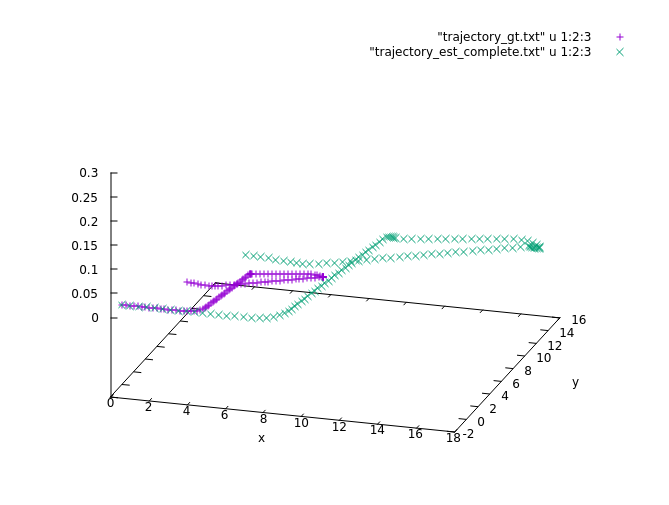 "trajectory_gt.txt" u 1:2:3
"trajectory_est_complete.txt" u 1:2:3
0.3
0.25
0.2
0.15
0.1
0.05
0
0 2 4 6 8 10 12 14 16 18
x
-2 0 2 4 6 8 10 12 14 16
y